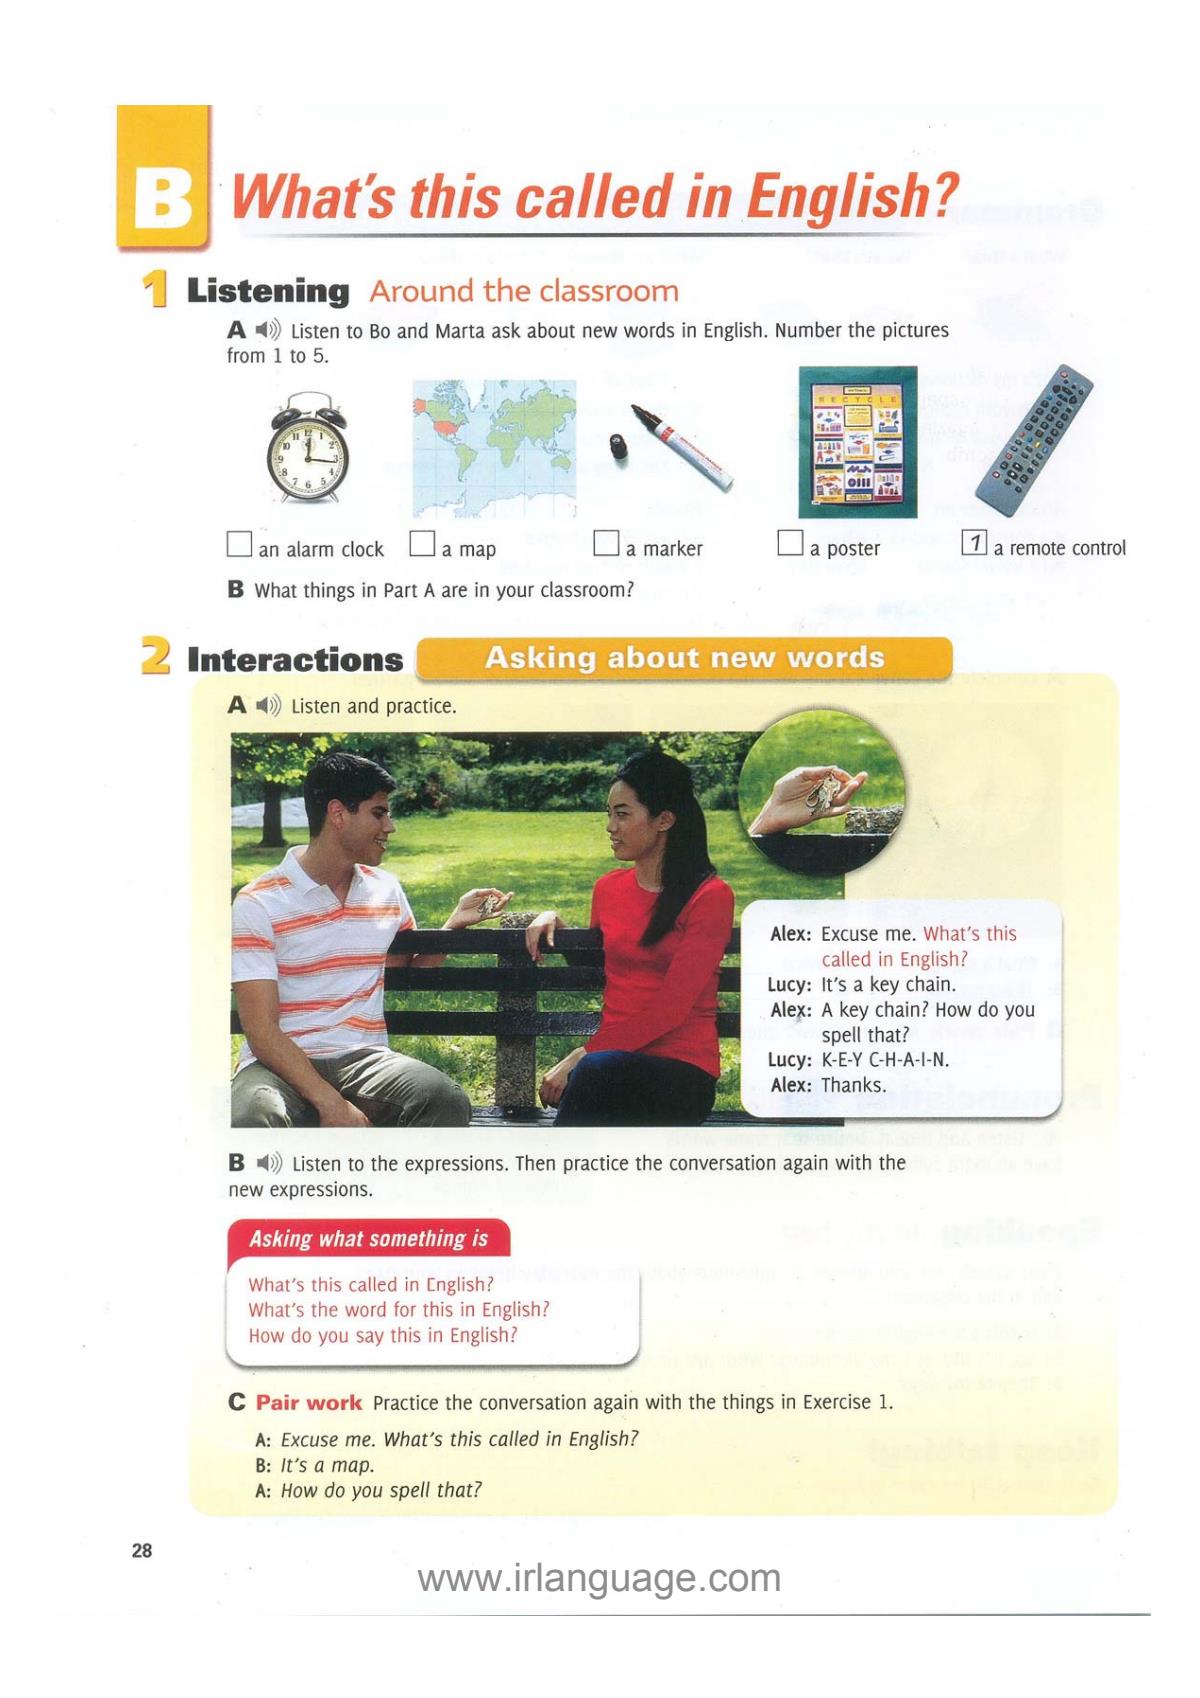 B What's this called in English?
1 Listening Around the classroom
A Listen to Bo and Marta ask about new words in English. Number the pictures
from 1 to 5.
RECYCLE
an alarm clock
a map
a marker
a poster
1 a remote control
B What things in Part A are in your classroom?
2 Interactions Asking about new words
A Listen and practice.
Alex: Excuse me. What's this
called in English?
Lucy: It's a key chain.
Alex: A key chain? How do you
spell that?
Lucy: K-E-Y C-H-A-I-N.
Alex: Thanks.
B Listen to the expressions. Then practice the conversation again with the
new expressions.
Asking what something is
What's this called in English?
What's the word for this in English?
How do you say this in English?
C Pair work Practice the conversation again with the things in Exercise 1.
A: Excuse me. What's this called in English?
B: It's a map.
A: How do you spell that?
28
www.irlanguage.com